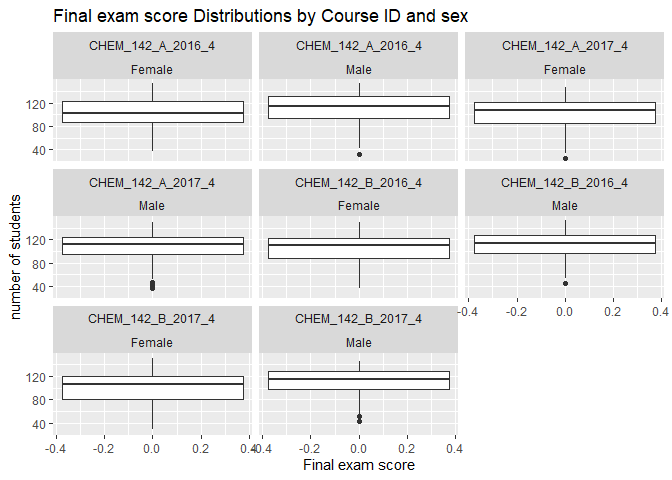 Final exam score Distributions by Course ID and sex
CHEM_142_A_2016_4
Female
CHEM_142_A_2016_4
Male
CHEM_142_A_2017_4
Female
120
80
40
CHEM_142_A_2017_4
Male
CHEM_142_B_2016_4
Female
CHEM_142_B_2016_4
Male
120
80
40
-0.4 -0.2 0.0 0.2 0.4
CHEM_142_B_2017_4
Female
CHEM_142_B_2017_4
Male
120
80
40
-0.4 -0.2 0.0 0.2 0.4
-0.4 -0.2 0.0 0.2 0.4
Final exam score
number of students